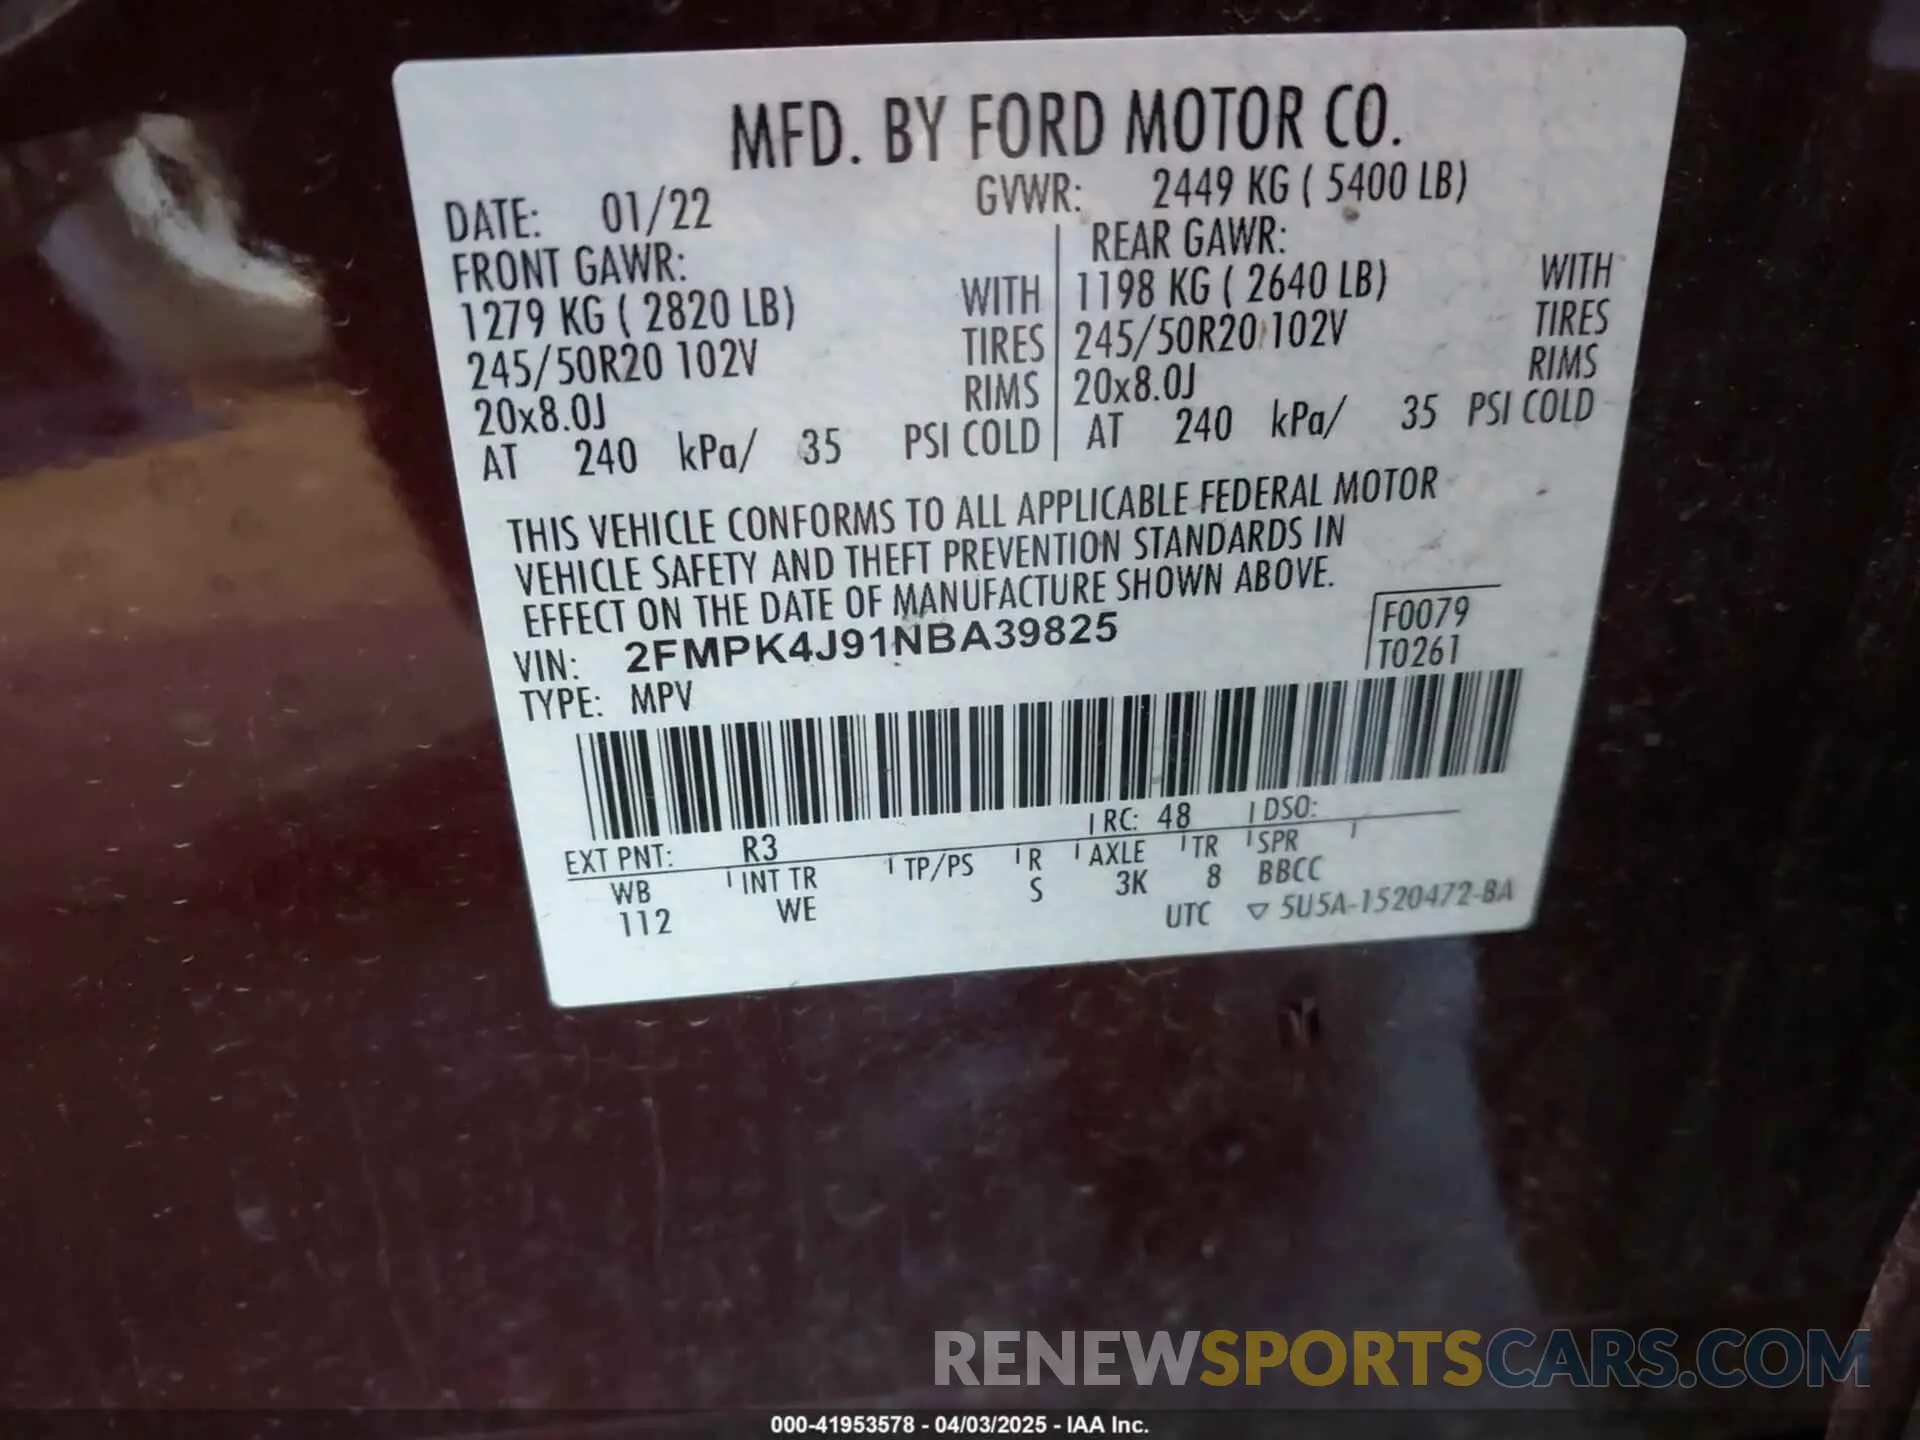 MFD. BY FORD MOTOR CO.
DATE: 01/22 GVWR: 2449 KG ( 5400 LB)
FRONT GAWR: REAR GAWR:
1279 KG ( 2820 LB) WITH 1198 KG ( 2640 LB) WITH
245/50R20 102V TIRES 245/50R20 102V TIRES
20x8.0J RIMS 20x8.0J RIMS
AT 240 kPa/ 35 PSI COLD AT 240 kPa/ 35 PSI COLD
THIS VEHICLE CONFORMS TO ALL APPLICABLE FEDERAL MOTOR
VEHICLE SAFETY AND THEFT PREVENTION STANDARDS IN
EFFECT ON THE DATE OF MANUFACTURE SHOWN ABOVE.
VIN: 2FMPK4J91NBA39825 F0079
TYPE: MPV T0261
EXT PNT: R3 RC: 48 DSO:
WB INT TR TP/PS R AXLE TR SPR
112 WE S 3K 8 BBCC
UTC ▽ 5U5A-1520472-BA
RENEWSPORTSCARS.COM
000-41953578 - 04/03/2025 - IAA Inc.